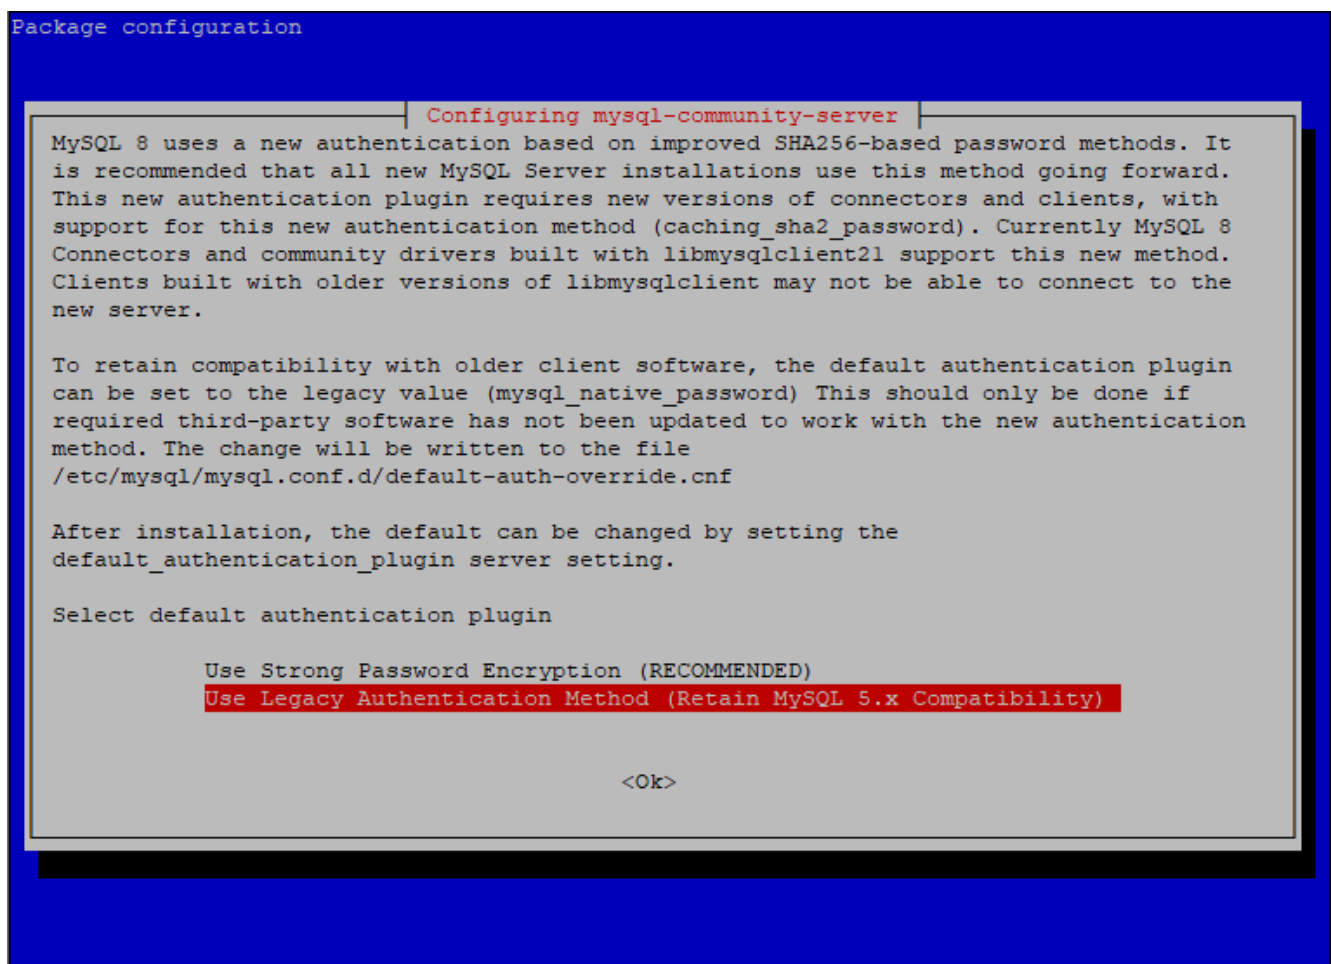 Package configuration
Configuring mysql-community-server
MySQL 8 uses a new authentication based on improved SHA256-based password methods. It
is recommended that all new MySQL Server installations use this method going forward.
This new authentication plugin requires new versions of connectors and clients, with
support for this new authentication method (caching_sha2_password). Currently MySQL 8
Connectors and community drivers built with libmysqlclient21 support this new method.
Clients built with older versions of libmysqlclient may not be able to connect to the
new server.
To retain compatibility with older client software, the default authentication plugin
can be set to the legacy value (mysql_native_password) This should only be done if
required third-party software has not been updated to work with the new authentication
method. The change will be written to the file
/etc/mysql/mysql.conf.d/default-auth-override.cnf
After installation, the default can be changed by setting the
default_authentication_plugin server setting.
Select default authentication plugin
Use Strong Password Encryption (RECOMMENDED)
Use Legacy Authentication Method (Retain MySQL 5.x Compatibility)
<Ok>